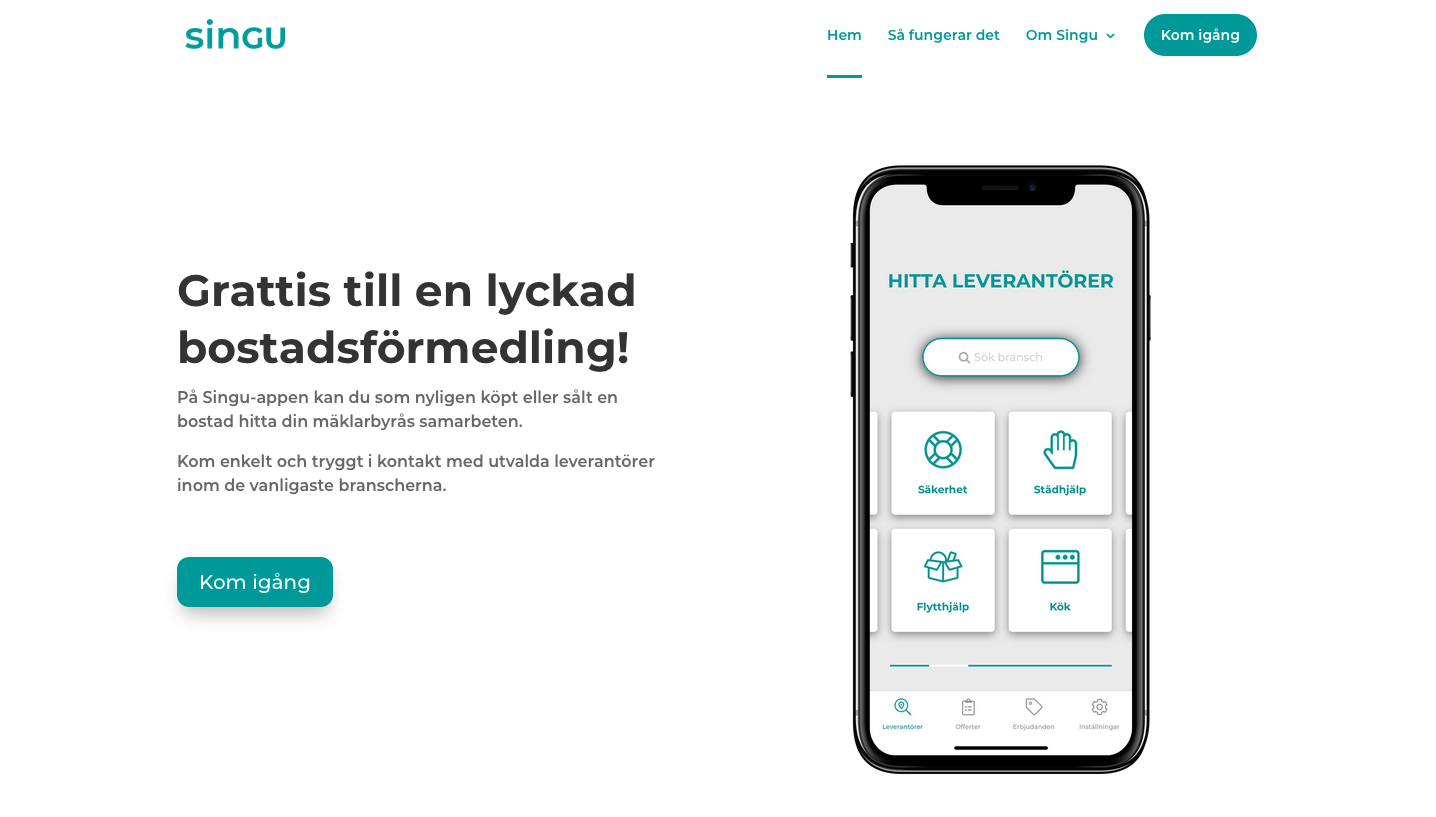 singu
Hem
Så fungerar det
Om Singu
Kom igång
Grattis till en lyckad
bostadsförmedling!
På Singu-appen kan du som nyligen köpt eller sålt en
bostad hitta din mäklarbyrås samarbeten.
Kom enkelt och tryggt i kontakt med utvalda leverantörer
inom de vanligaste branscherna.
Kom igång
HITTA LEVERANTÖRER
Sök bransch
Säkerhet
Städhjälp
Flytthjälp
Kök
Leverantörer
Offerter
Erbjudanden
Inställningar